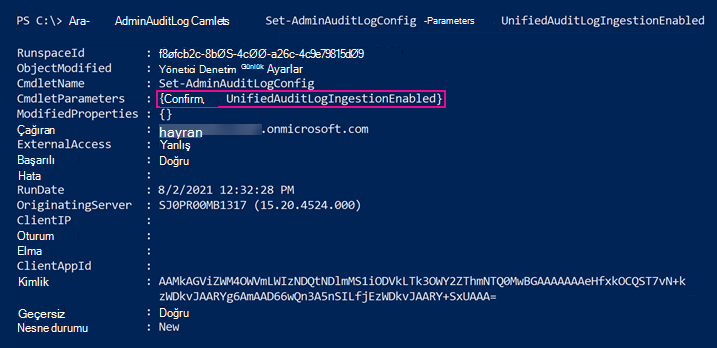 PS C:\> Ara- AdminAuditLog Camlets Set-AdminAuditLogConfig -Parameters UnifiedAuditLogIngestionEnabled
RunspaceId : f8øfcb2c-8bØS-4cØØ-a26c-4c9e79815dØ9
ObjectModified : Yönetici Denetim Günlük Ayarlar
CmdletName : Set-AdminAuditLogConfig
CmdletParameters : {Confirm, UnifiedAuditLogIngestionEnabled}
ModifiedProperties : {}
Çağıran : hayran .onmicrosoft.com
ExternalAccess : Yanlış
Başarılı : Doğru
Hata :
RunDate : 8/2/2021 12:32:28 PM
OriginatingServer : SJ0PR00MB1317 (15.20.4524.000)
ClientIP :
Oturum :
Elma :
ClientAppId :
Kimlik : AAMkAGViZWM4OWVmLWIzNDQtNDlmMS1iODVkLTk3OWY2ZThmNTQ0MwBGAAAAAAAeHfxkOCQST7vN+k
zWDkvJAARYg6AmAAD66wQn3A5nSILfjEzWDkvJAARY+SxUAAA=
Geçersiz : Doğru
Nesne durumu : New